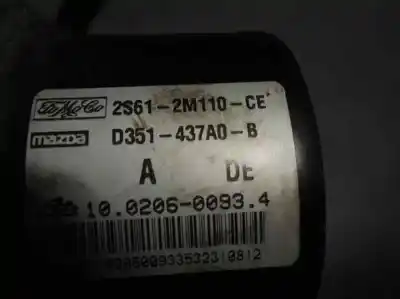 FoMoCo 2S61-2M110-CE
mazda D351-437A0-B
A DE
10.0206-0093.4